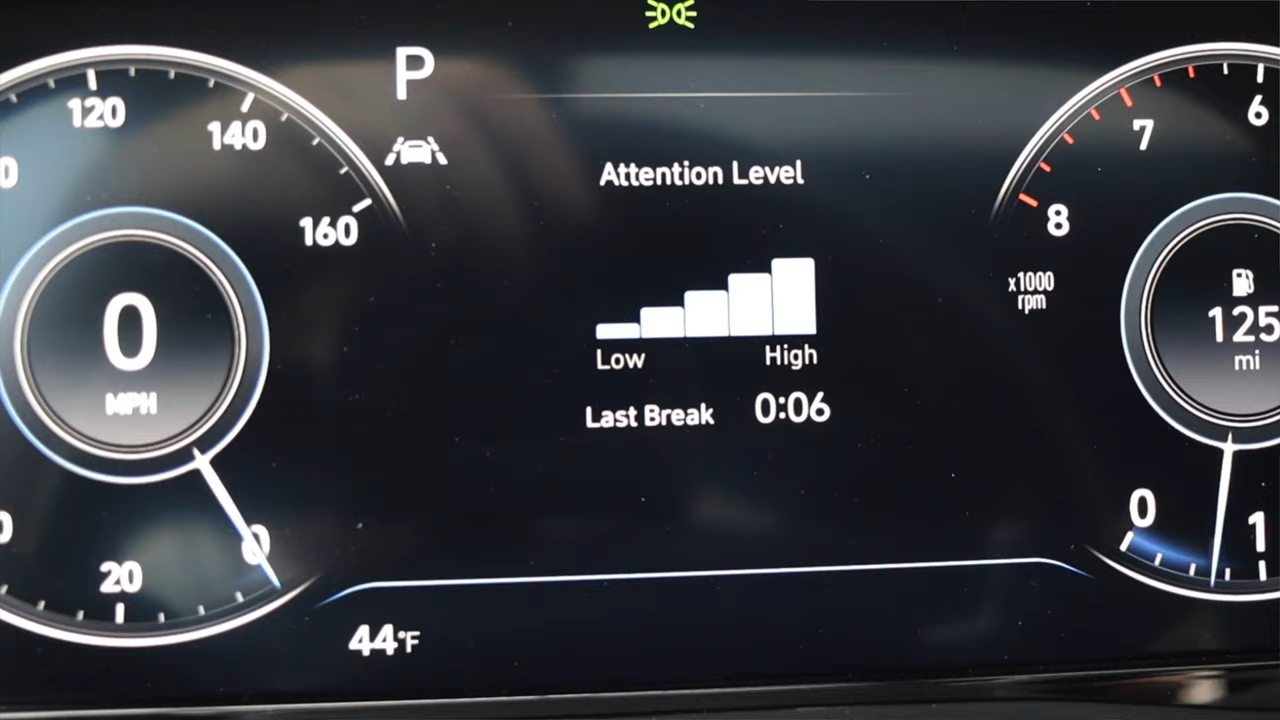 P
120
140
160
0
MPH
0
20
Attention Level
Low High
Last Break 0:06
44°F
6
7
8
x1000
rpm
125
mi
0
1